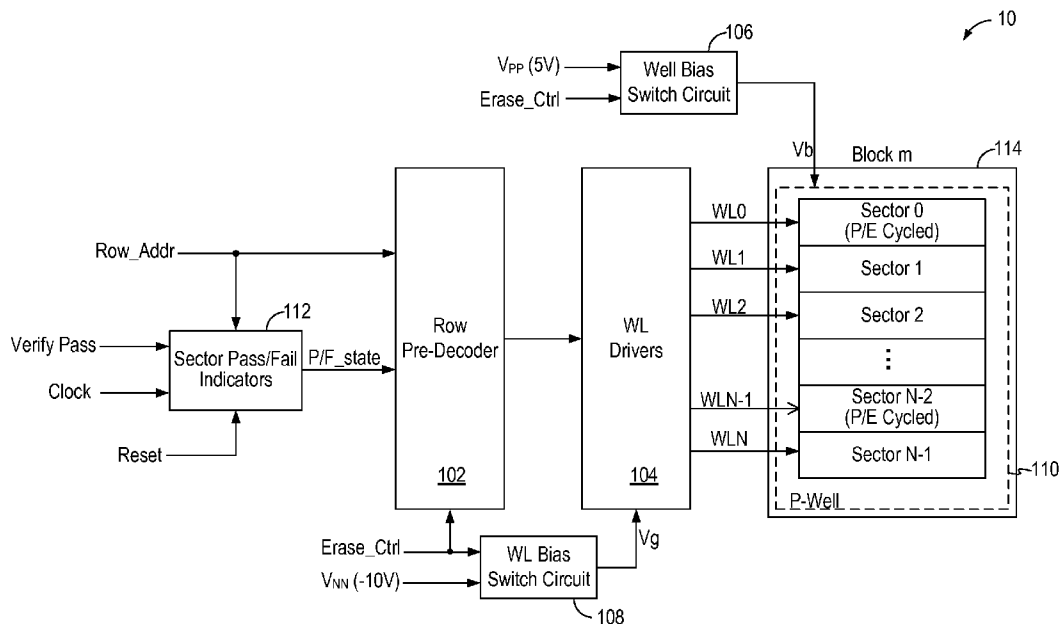 10
106
V_PP (5V)
Erase_Ctrl
Well Bias
Switch Circuit
Vb
Block m
114
Row_Addr
112
Verify Pass
Clock
Reset
Sector Pass/Fail
Indicators
P/F_state
Row
Pre-Decoder
102
WL
Drivers
104
WL0
WL1
WL2
WLN-1
WLN
Sector 0
(P/E Cycled)
Sector 1
Sector 2
⋮
Sector N-2
(P/E Cycled)
Sector N-1
P-Well
110
Erase_Ctrl
V_NN (-10V)
WL Bias
Switch Circuit
108
Vg